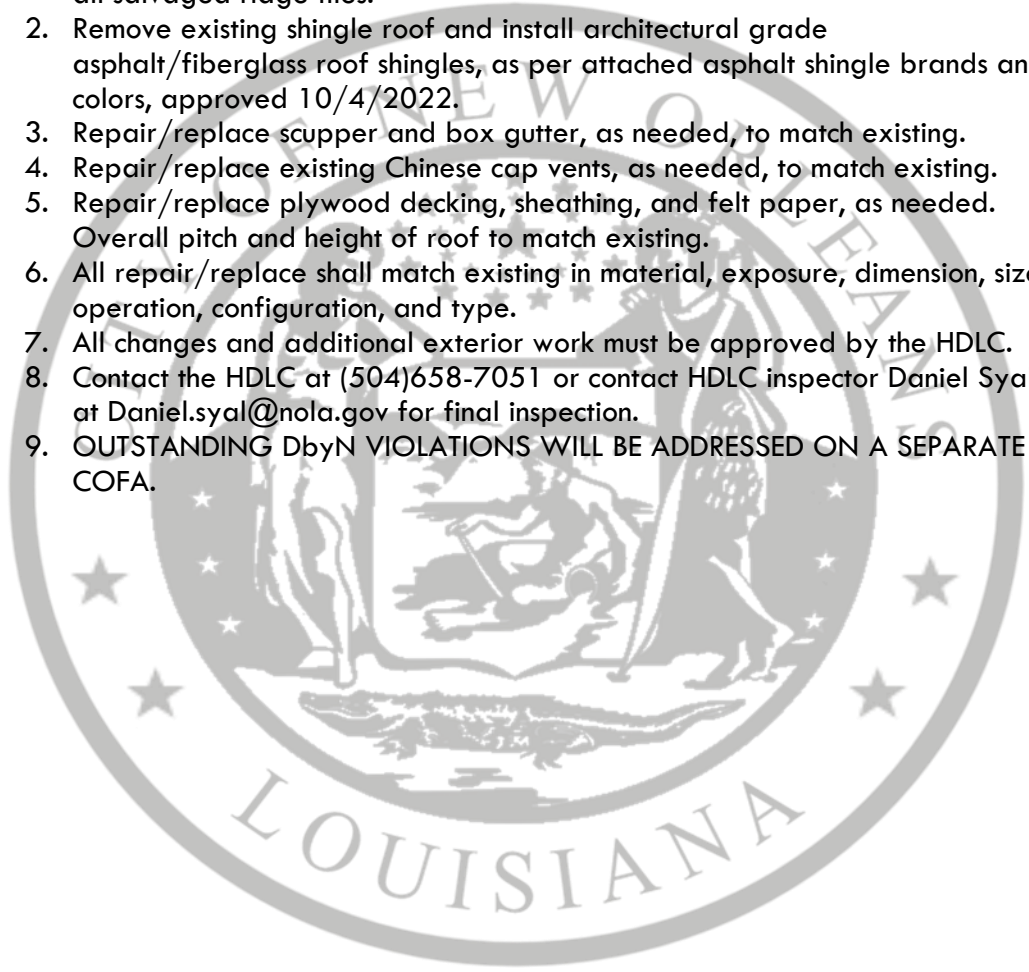 all salvaged ridge tiles.
2. Remove existing shingle roof and install architectural grade
asphalt/fiberglass roof shingles, as per attached asphalt shingle brands an
colors, approved 10/4/2022.
3. Repair/replace scupper and box gutter, as needed, to match existing.
4. Repair/replace existing Chinese cap vents, as needed, to match existing.
5. Repair/replace plywood decking, sheathing, and felt paper, as needed.
Overall pitch and height of roof to match existing.
6. All repair/replace shall match existing in material, exposure, dimension, size
operation, configuration, and type.
7. All changes and additional exterior work must be approved by the HDLC.
8. Contact the HDLC at (504)658-7051 or contact HDLC inspector Daniel Sya
at Daniel.syal@nola.gov for final inspection.
9. OUTSTANDING DbyN VIOLATIONS WILL BE ADDRESSED ON A SEPARATE
COFA.
CITY OF NEW ORLEANS
LOUISIANA